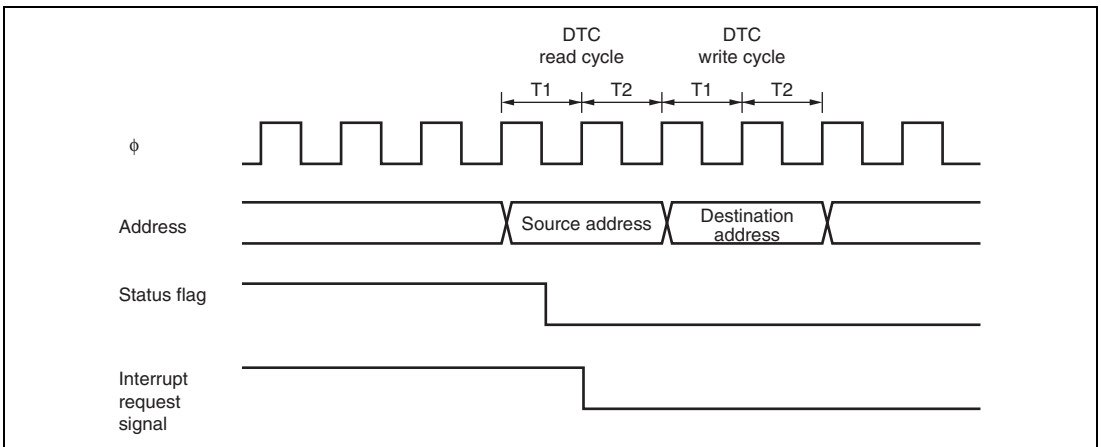 DTC
read cycle
DTC
write cycle
T1 T2 T1 T2
ϕ
Address
Source address
Destination
address
Status flag
Interrupt
request
signal